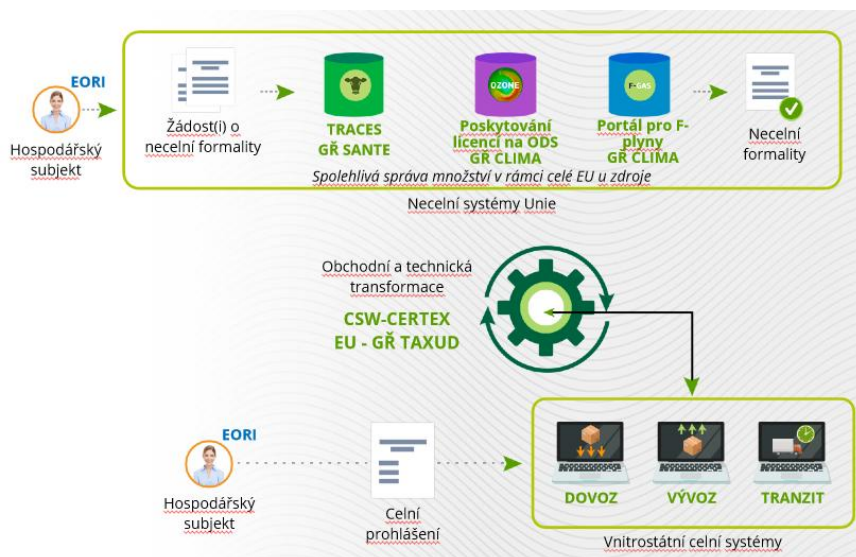 EORI
Hospodářský
subjekt
Žádost(i) o
necelní formality
TRACES
GŘ SANTE
OZONE
Poskytování
licencí na ODS
GŘ CLIMA
F-GAS
Portál pro F-
plyny
GŘ CLIMA
Necelní
formality
Spolehlivá správa množství v rámci celé EU u zdroje
Necelní systémy Unie
Obchodní a technická
transformace
CSW-CERTEX
EU - GŘ TAXUD
EORI
Hospodářský
subjekt
Celní
prohlášení
DOVOZ
VÝVOZ
TRANZIT
Vnitrostátní celní systémy